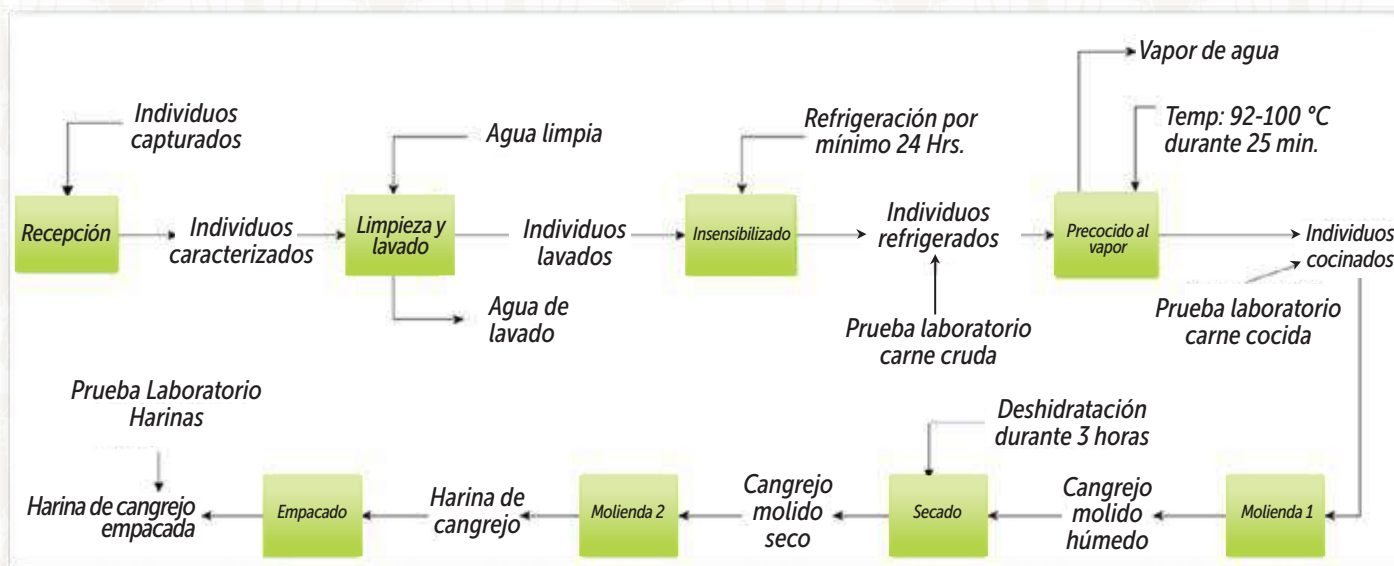 Vapor de agua
Individuos
capturados
Agua limpia
Refrigeración por
mínimo 24 Hrs.
Temp: 92-100 °C
durante 25 min.
Recepción
Individuos
caracterizados
Limpieza y
lavado
Individuos
lavados
Insensibilizado
Individuos
refrigerados
Precocido al
vapor
Individuos
cocinados
Agua de
lavado
Prueba laboratorio
carne cruda
Prueba laboratorio
carne cocida
Prueba Laboratorio
Harinas
Deshidratación
durante 3 horas
Harina de cangrejo
empacada
Empacado
Harina de
cangrejo
Molienda 2
Cangrejo
molido
seco
Secado
Cangrejo
molido
húmedo
Molienda 1